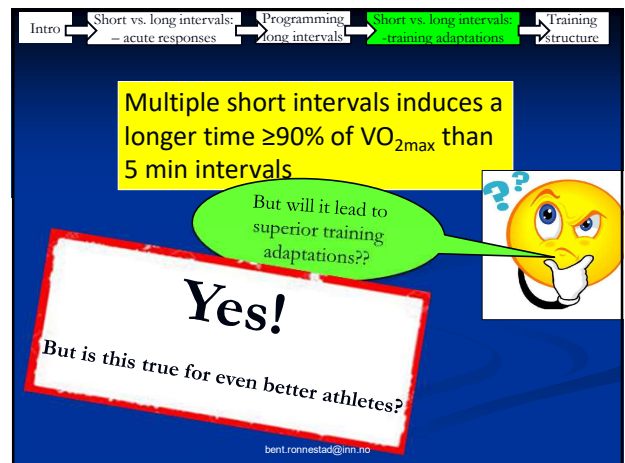 Intro
Short vs. long intervals:
– acute responses
Programming
long intervals
Short vs. long intervals:
-training adaptations
Training
structure
Multiple short intervals induces a
longer time ≥90% of VO2max than
5 min intervals
??
But will it lead to
superior training
adaptations??
Yes!
But is this true for even better athletes?
bent.ronnestad@inn.no